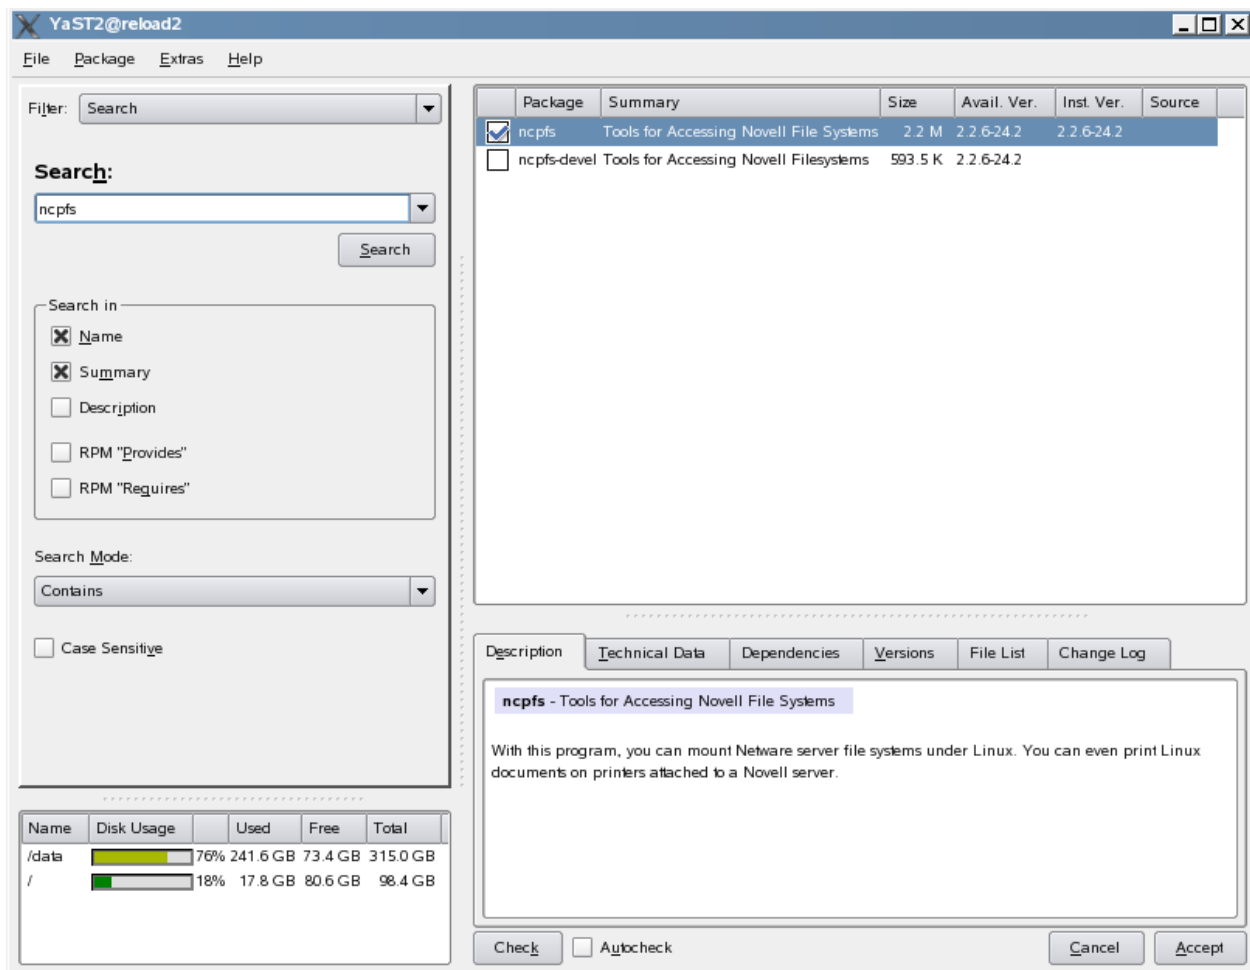 YaST2@reload2
File Package Extras Help
Filter: Search
Search:
ncpfs
Search
Search in
Name
Summary
Description
RPM "Provides"
RPM "Requires"
Search Mode:
Contains
Case Sensitive
Name Disk Usage Used Free Total
/data 76% 241.6 GB 73.4 GB 315.0 GB
/ 18% 17.8 GB 80.6 GB 98.4 GB
Package Summary Size Avail. Ver. Inst. Ver. Source
ncpfs Tools for Accessing Novell File Systems 2.2 M 2.2.6-24.2 2.2.6-24.2
ncpfs-devel Tools for Accessing Novell Filesystems 593.5 K 2.2.6-24.2
Description Technical Data Dependencies Versions File List Change Log
ncpfs - Tools for Accessing Novell File Systems
With this program, you can mount Netware server file systems under Linux. You can even print Linux
documents on printers attached to a Novell server.
Check Autocheck Cancel Accept